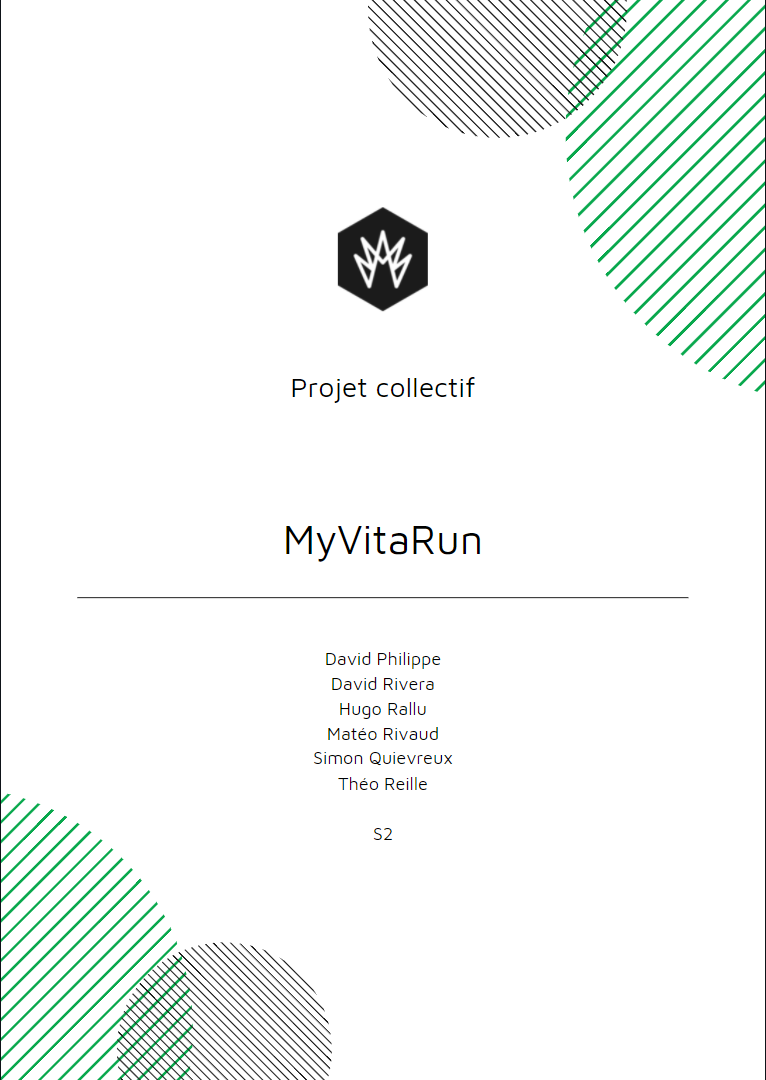 Projet collectif
MyVitaRun
David Philippe
David Rivera
Hugo Rallu
Matéo Rivaud
Simon Quievreux
Théo Reille
S2